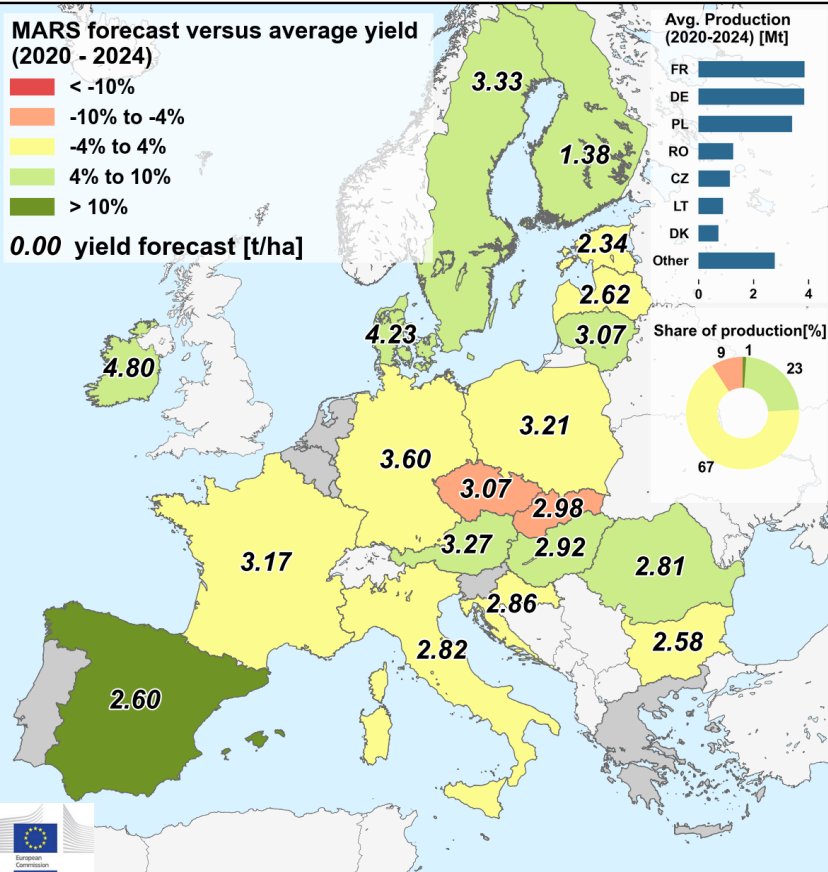 MARS forecast versus average yield
(2020 - 2024)
< -10%
-10% to -4%
-4% to 4%
4% to 10%
> 10%
0.00 yield forecast [t/ha]
Avg. Production
(2020-2024) [Mt]
FR
DE
PL
RO
CZ
LT
DK
Other
0 2 4
Share of production[%]
9 1
23
67
3.33
1.38
2.34
2.62
3.07
4.23
4.80
3.21
3.60
3.07
2.98
3.27
2.92
3.17
2.81
2.86
2.82
2.58
2.60
European
Commission